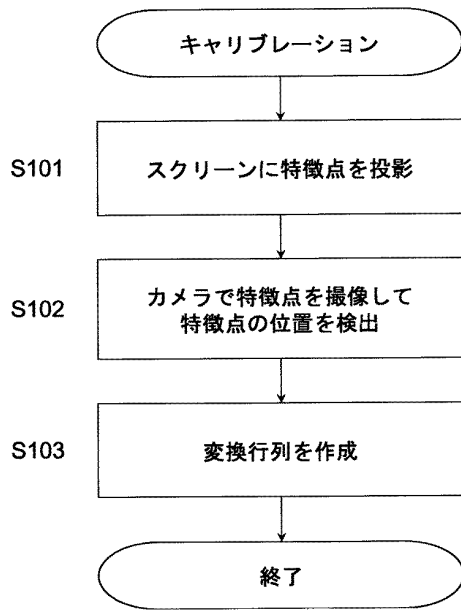 キャリブレーション
S101
スクリーンに特徴点を投影
S102
カメラで特徴点を撮像して
特徴点の位置を検出
S103
変換行列を作成
終了